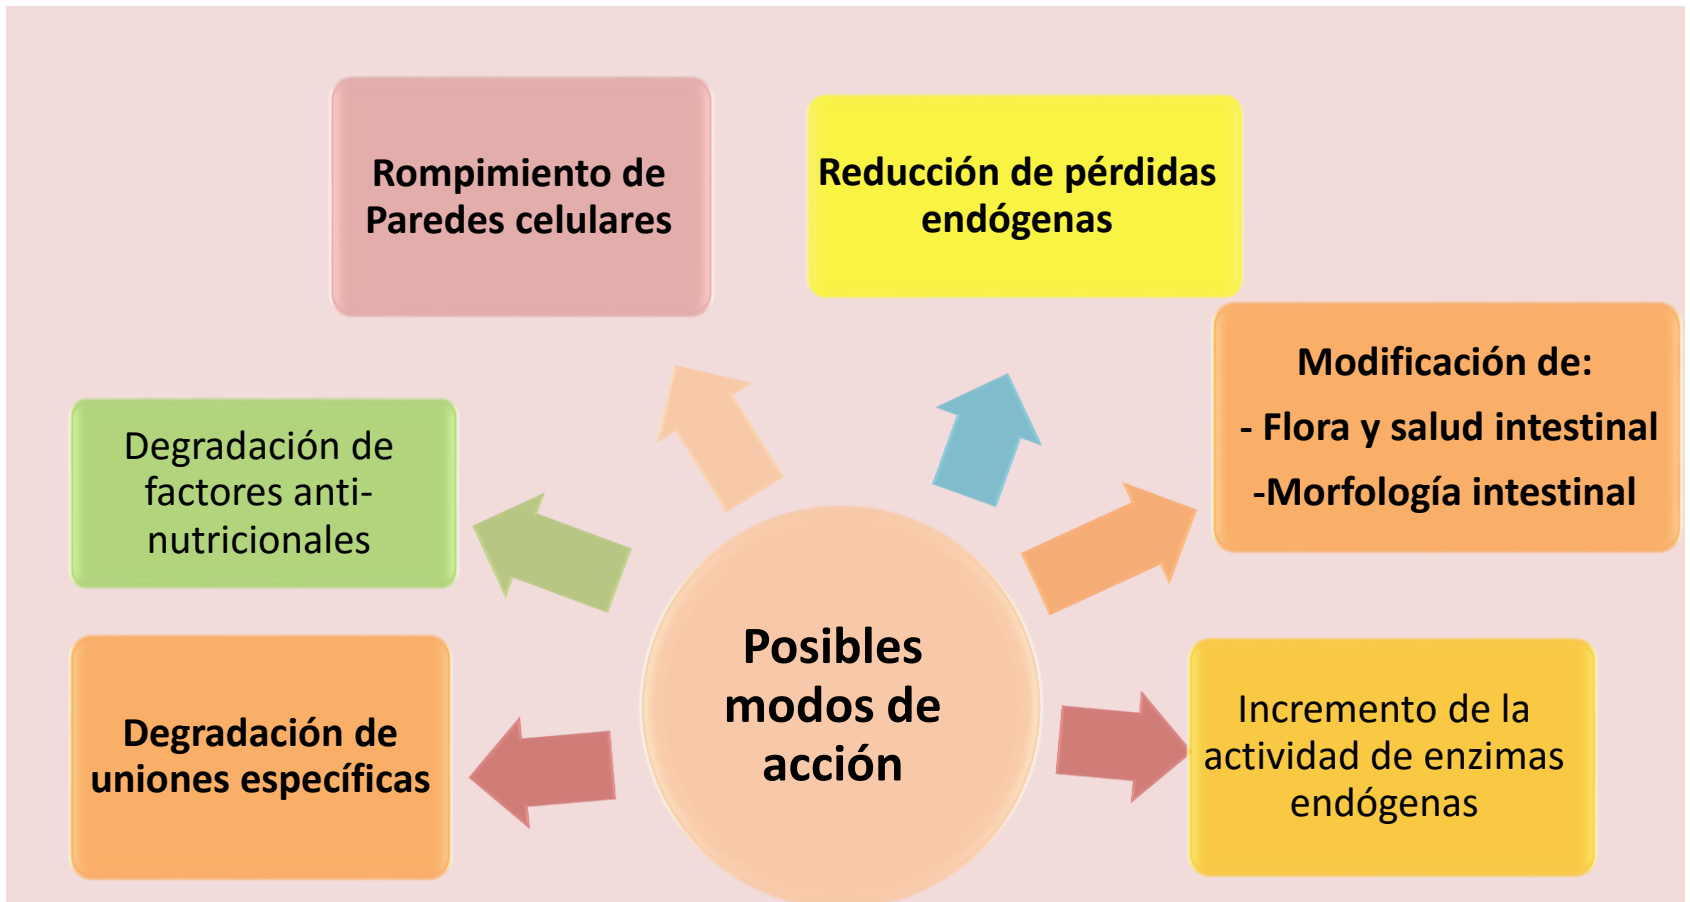 Rompimiento de
Paredes celulares
Reducción de pérdidas
endógenas
Modificación de:
- Flora y salud intestinal
-Morfología intestinal
Degradación de
factores anti-
nutricionales
Posibles
modos de
acción
Degradación de
uniones específicas
Incremento de la
actividad de enzimas
endógenas